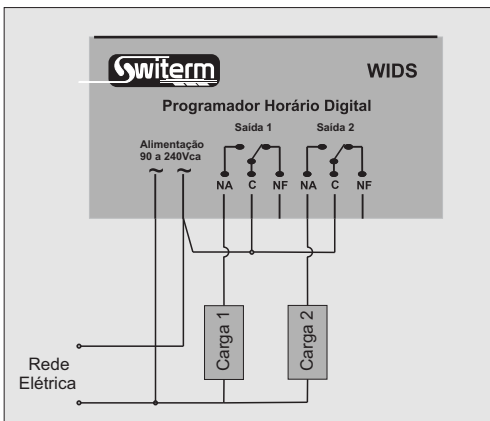 Switerm
WIDS
Programador Horário Digital
Saída 1 Saída 2
Alimentação
90 a 240Vca
~ ~
NA C NF NA C NF
Carga 1 Carga 2
Rede
Elétrica